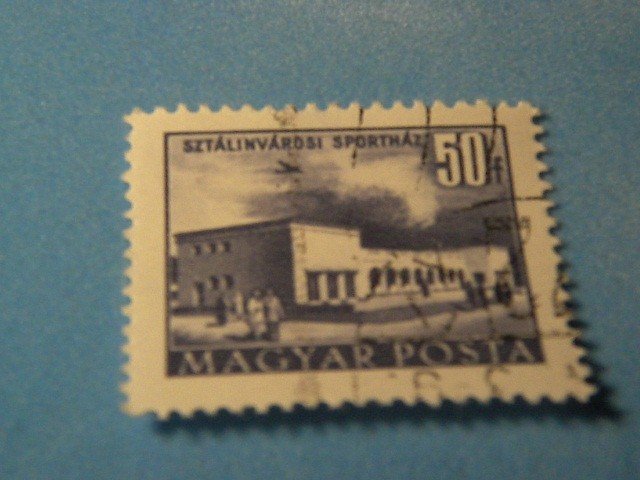 SZTÁLINVÁROSI SPORTHÁZ
50f
MAGYAR POSTA